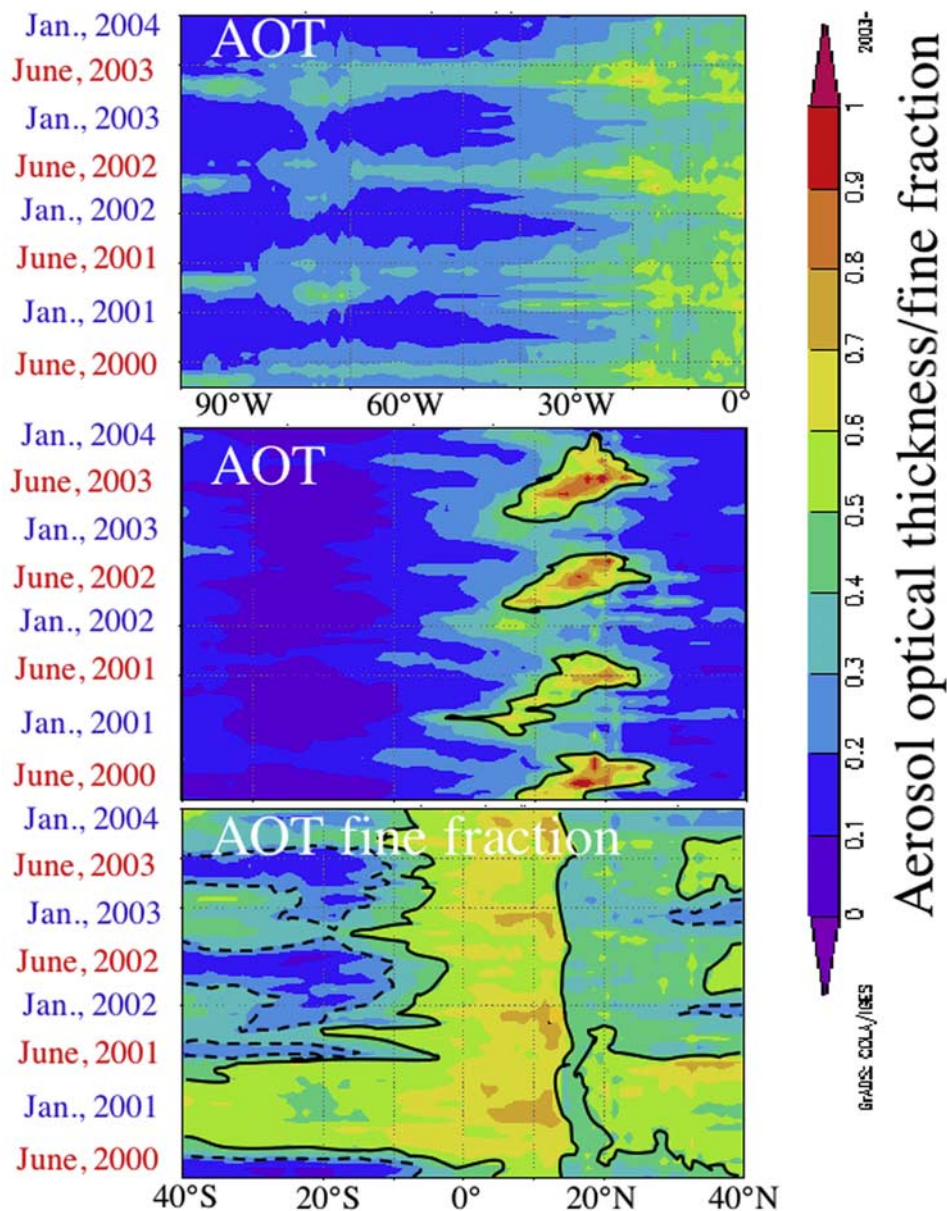 AOT
Jan., 2004
June, 2003
Jan., 2003
June, 2002
Jan., 2002
June, 2001
Jan., 2001
June, 2000
90°W 60°W 30°W 0°
AOT
Jan., 2004
June, 2003
Jan., 2003
June, 2002
Jan., 2002
June, 2001
Jan., 2001
June, 2000
AOT fine fraction
Jan., 2004
June, 2003
Jan., 2003
June, 2002
Jan., 2002
June, 2001
Jan., 2001
June, 2000
40°S 20°S 0° 20°N 40°N
2003-
1
0.9
0.8
0.7
0.6
0.5
0.4
0.3
0.2
0.1
0
Aerosol optical thickness/fine fraction
GrADS: COLA/IGES